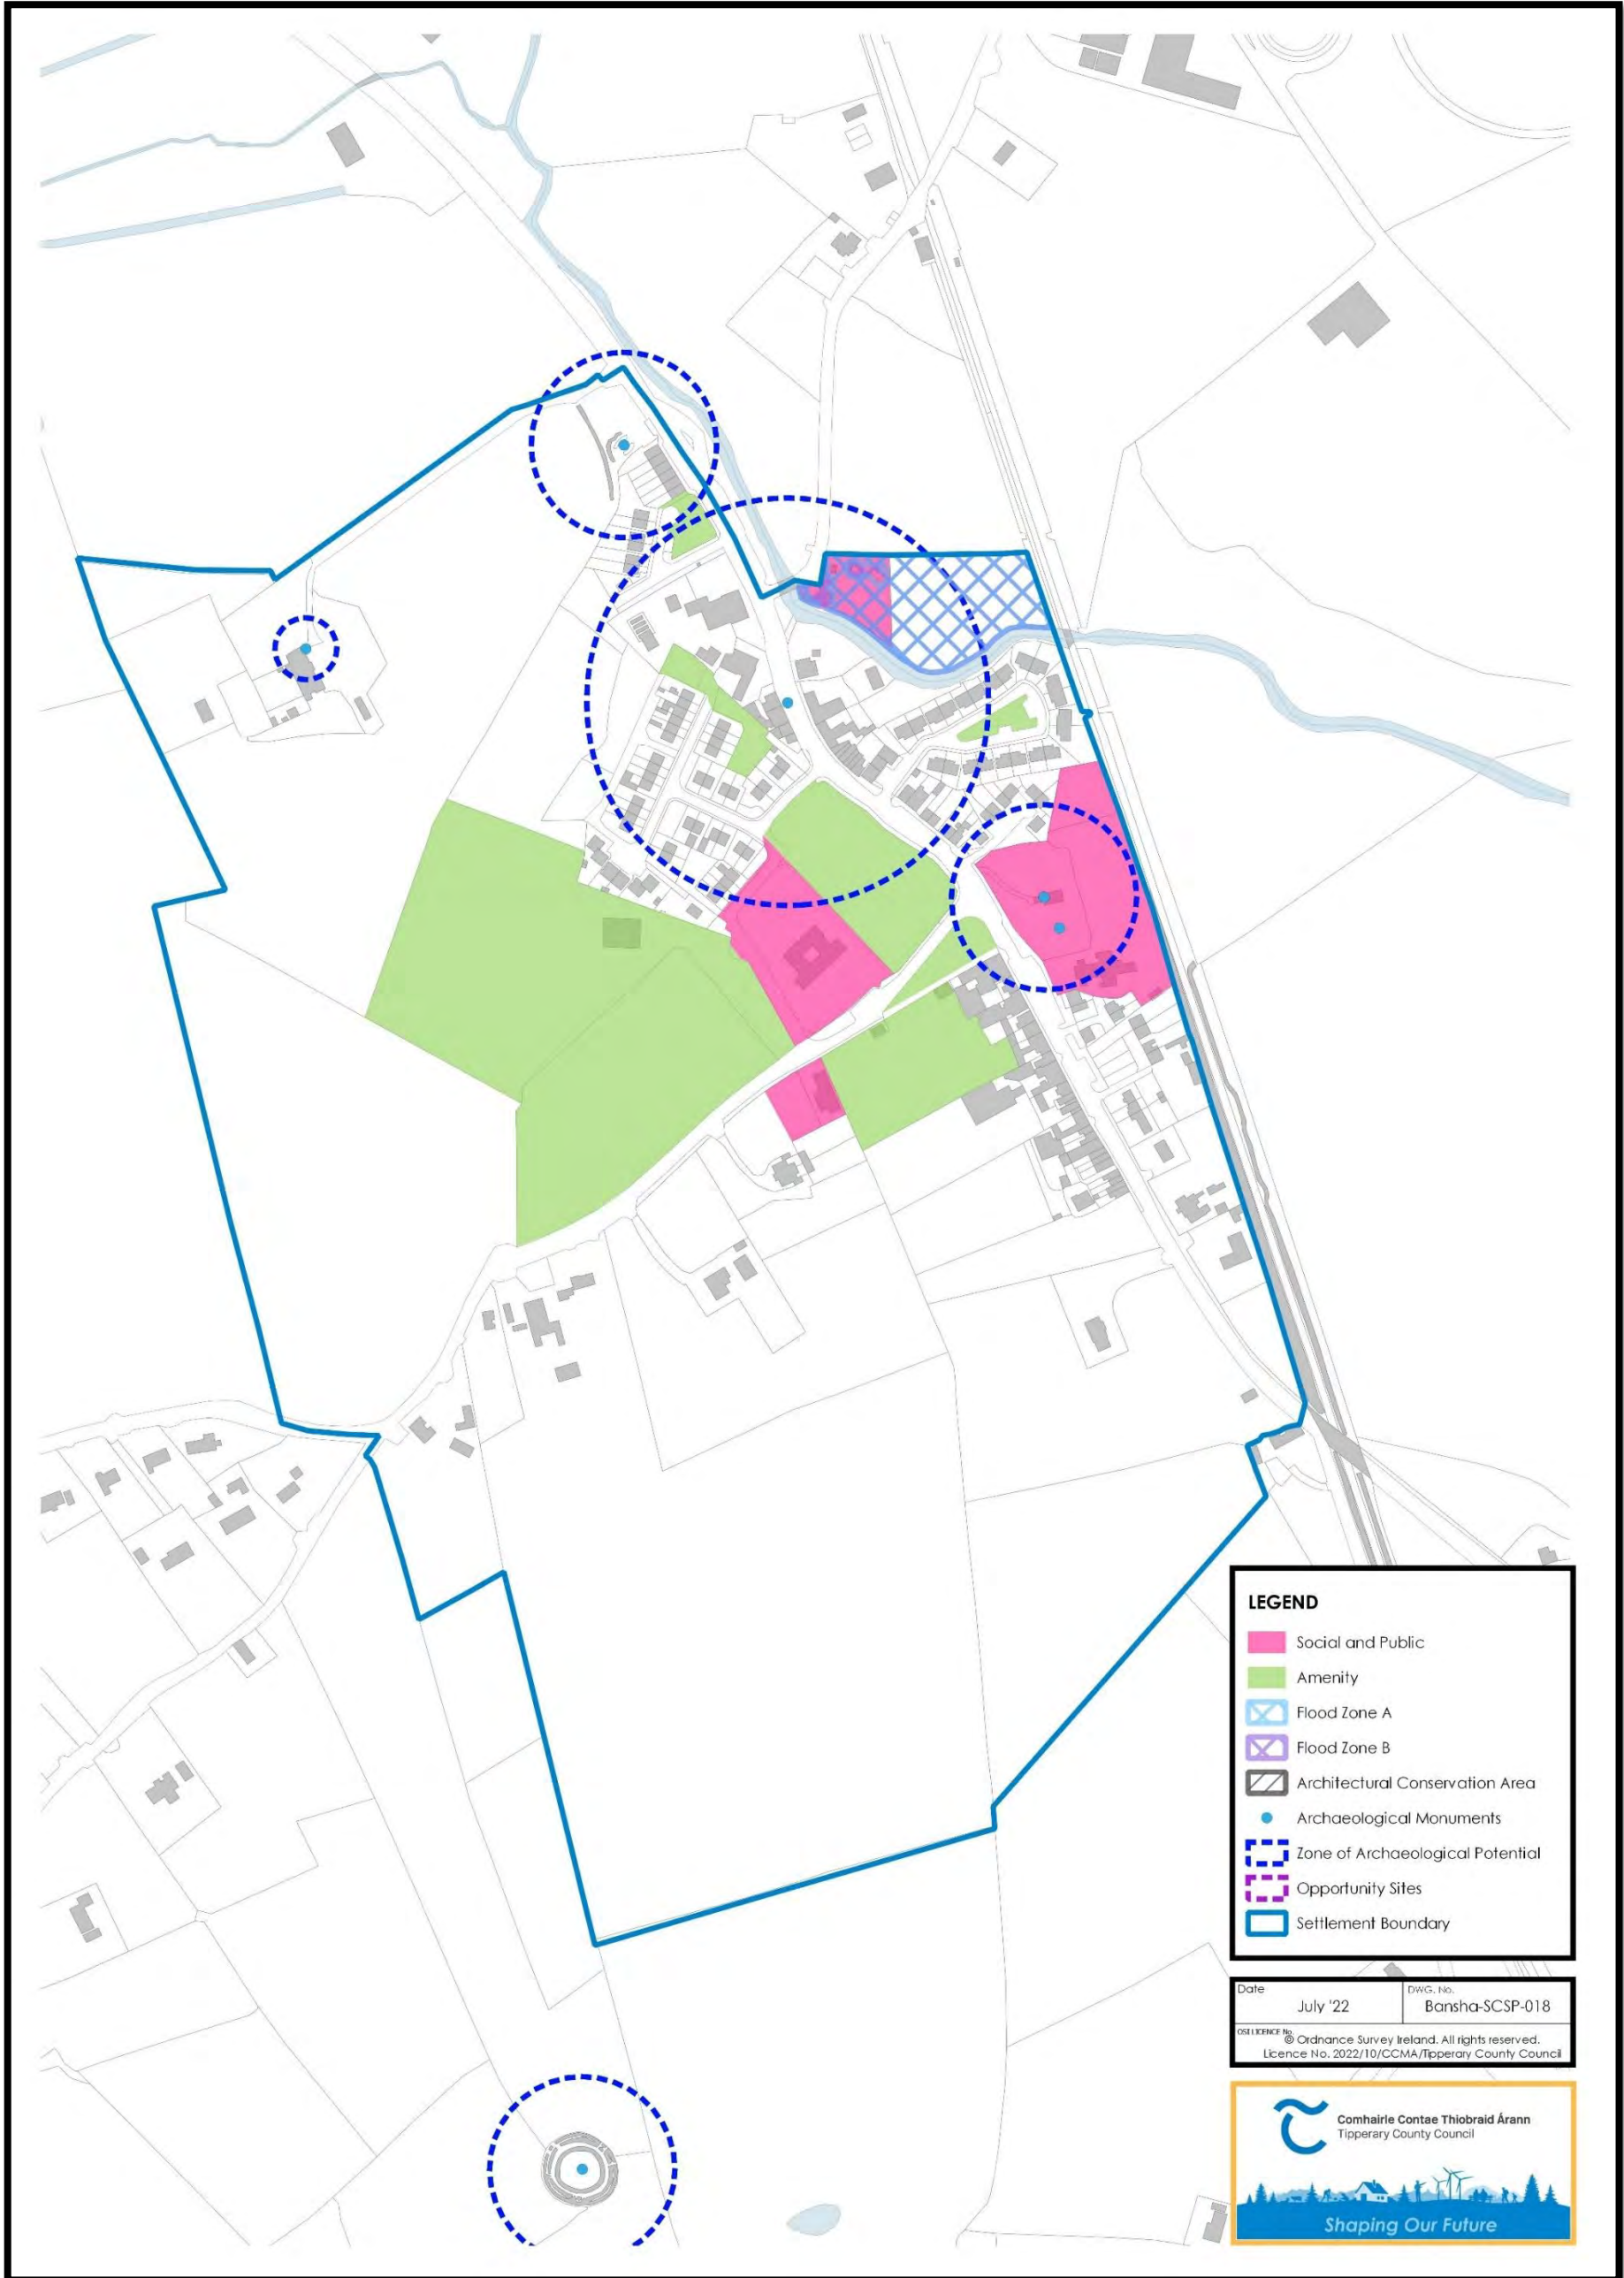 LEGEND
Social and Public
Amenity
Flood Zone A
Flood Zone B
Architectural Conservation Area
Archaeological Monuments
Zone of Archaeological Potential
Opportunity Sites
Settlement Boundary
Date
July '22
DWG. No.
Bansha-SCSP-018
OSI LICENCE No.
© Ordnance Survey Ireland. All rights reserved.
Licence No. 2022/10/CCMA/Tipperary County Council
Comhairle Contae Thiobraid Árann
Tipperary County Council
Shaping Our Future